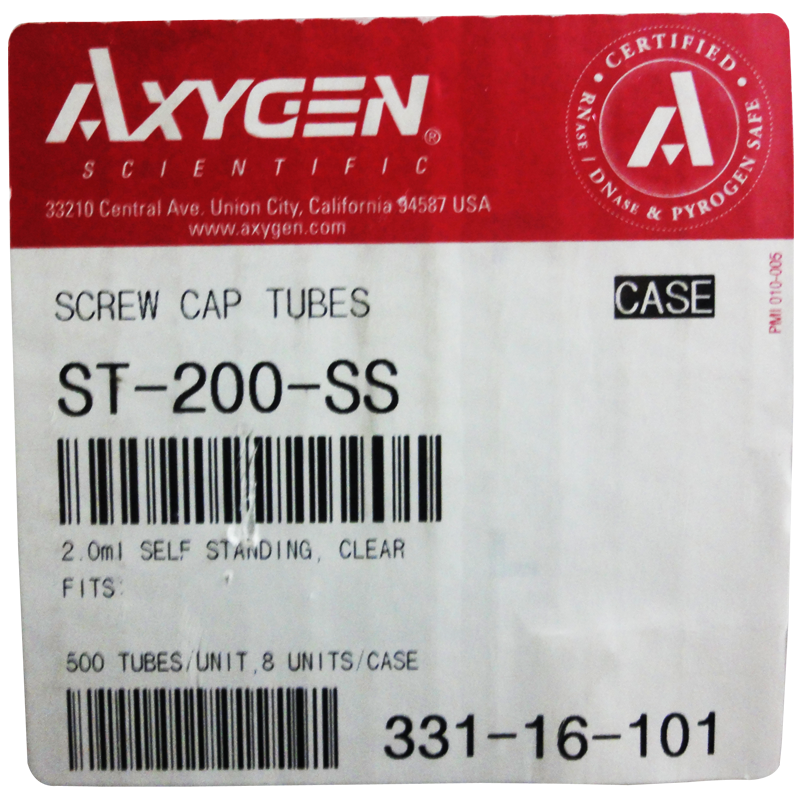 AXYGEN®
SCIENTIFIC
33210 Central Ave. Union City, California 94587 USA
www.axygen.com
• CERTIFIED •
RNASE / DNASE & PYROGEN SAFE
PMI 010-005
SCREW CAP TUBES
CASE
ST-200-SS
2.0ml SELF STANDING, CLEAR
FITS:
500 TUBES/UNIT,8 UNITS/CASE
331-16-101